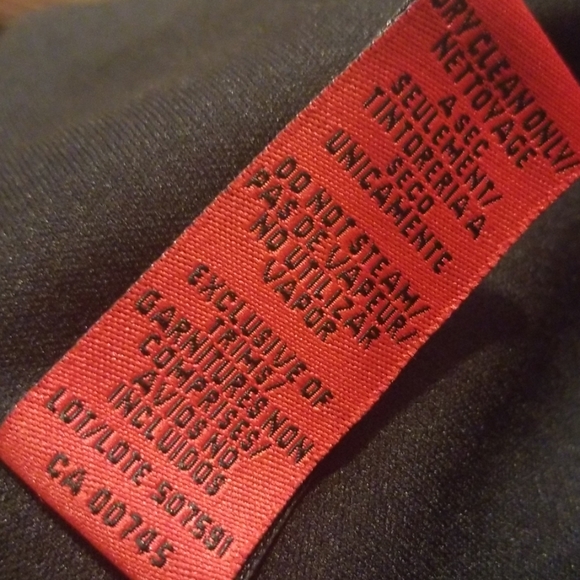 DRY CLEAN ONLY/
NETTOYAGE
A SEC
SEULEMENT/
TINTORERIA A
SECO
UNICAMENTE
DO NOT STEAM/
PAS DE VAPEUR/
NO UTILIZAR
VAPOR
EXCLUSIVE OF
TRIMS/
GARNITURES NON
COMPRISES/
AVIOS NO
INCLUIDOS
LOT/LOTE 507591
CA 00745